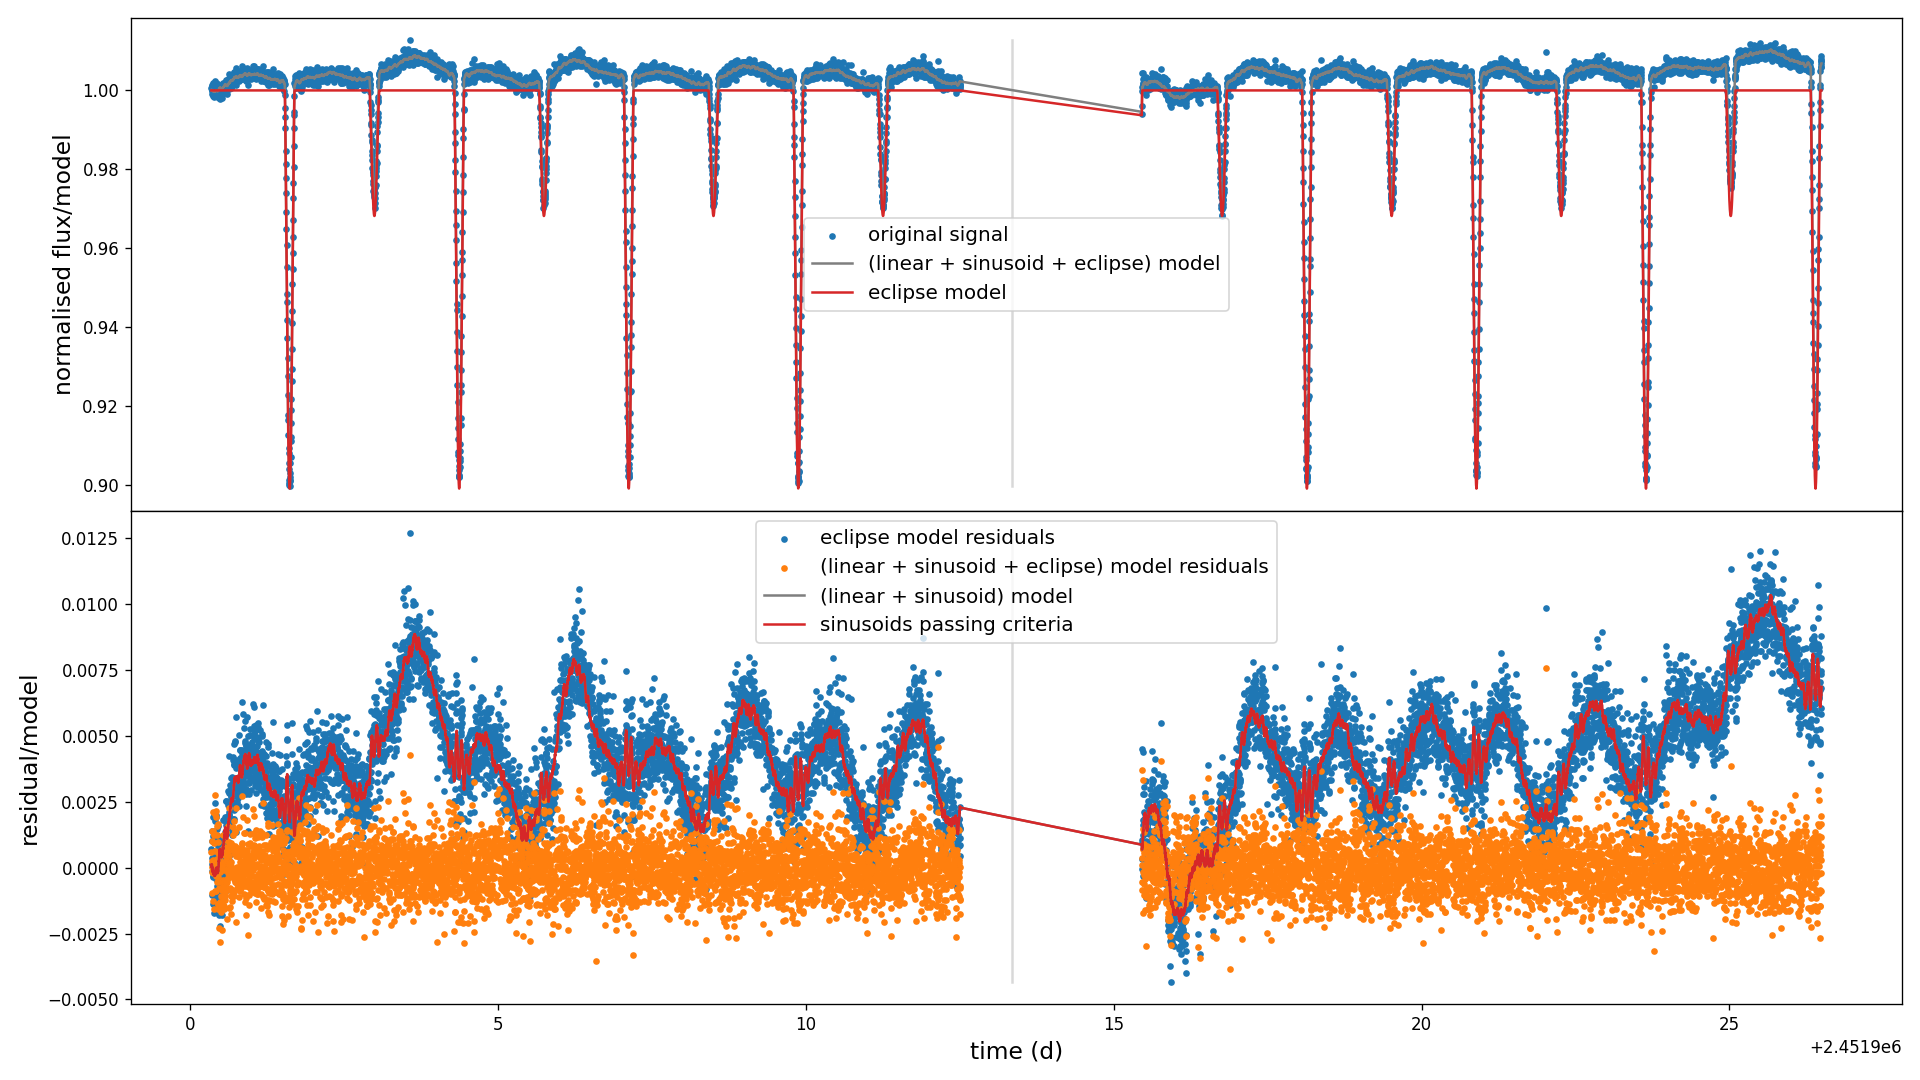 normalised flux/model
1.00
0.98
0.96
0.94
0.92
0.90
original signal
(linear + sinusoid + eclipse) model
eclipse model
residual/model
0.0125
0.0100
0.0075
0.0050
0.0025
0.0000
−0.0025
−0.0050
eclipse model residuals
(linear + sinusoid + eclipse) model residuals
(linear + sinusoid) model
sinusoids passing criteria
0 5 10 15 20 25
time (d)
+2.4519e6